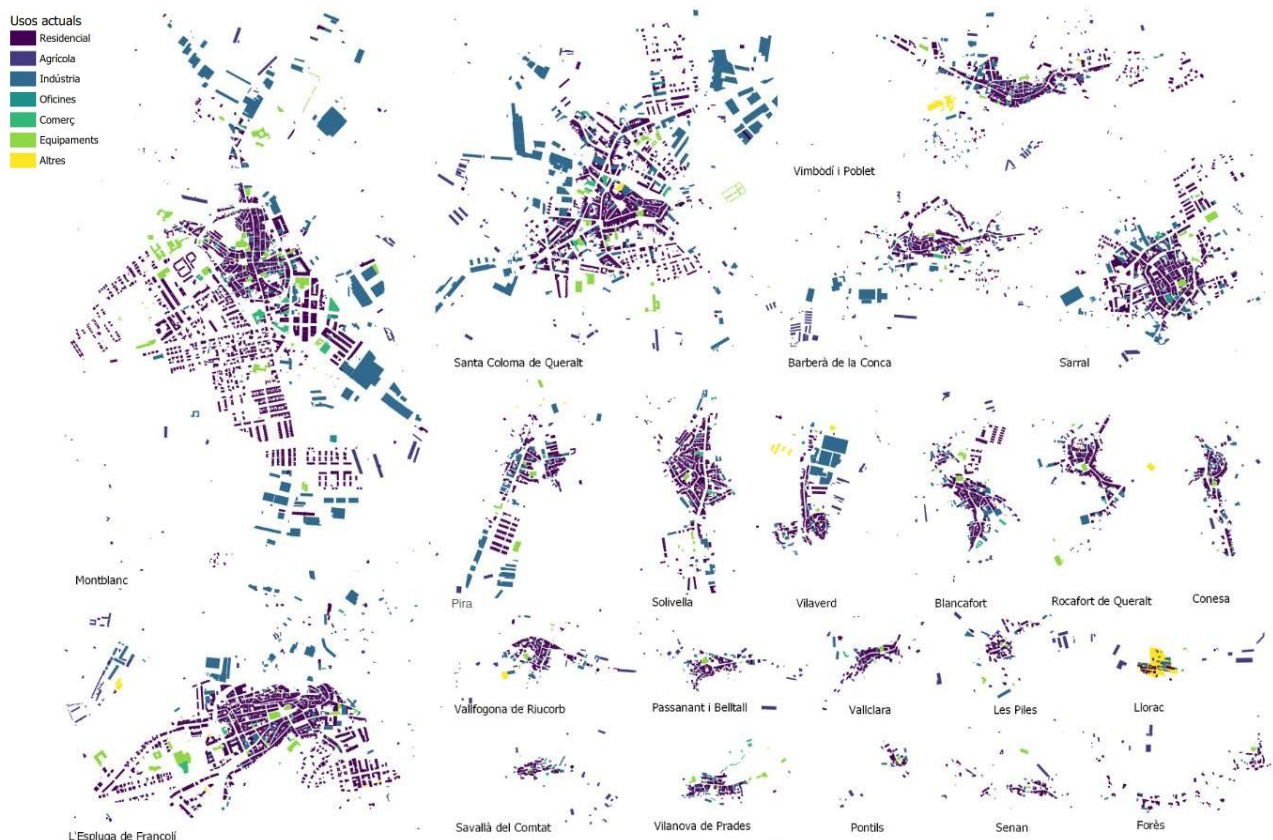 Usos actuals
Residencial
Agrícola
Indústria
Oficines
Comerç
Equipaments
Altres
Vimbodí i Poblet
Santa Coloma de Queralt
Barberà de la Conca
Sarral
Montblanc
Pira
Solivella
Vilaverd
Blancafort
Rocafort de Queralt
Conesa
Vallfogona de Riucorb
Passanant i Belltall
Vallclara
Les Piles
Llorac
L'Espluga de Francolí
Savallà del Comtat
Vilanova de Prades
Pontils
Senan
Forès